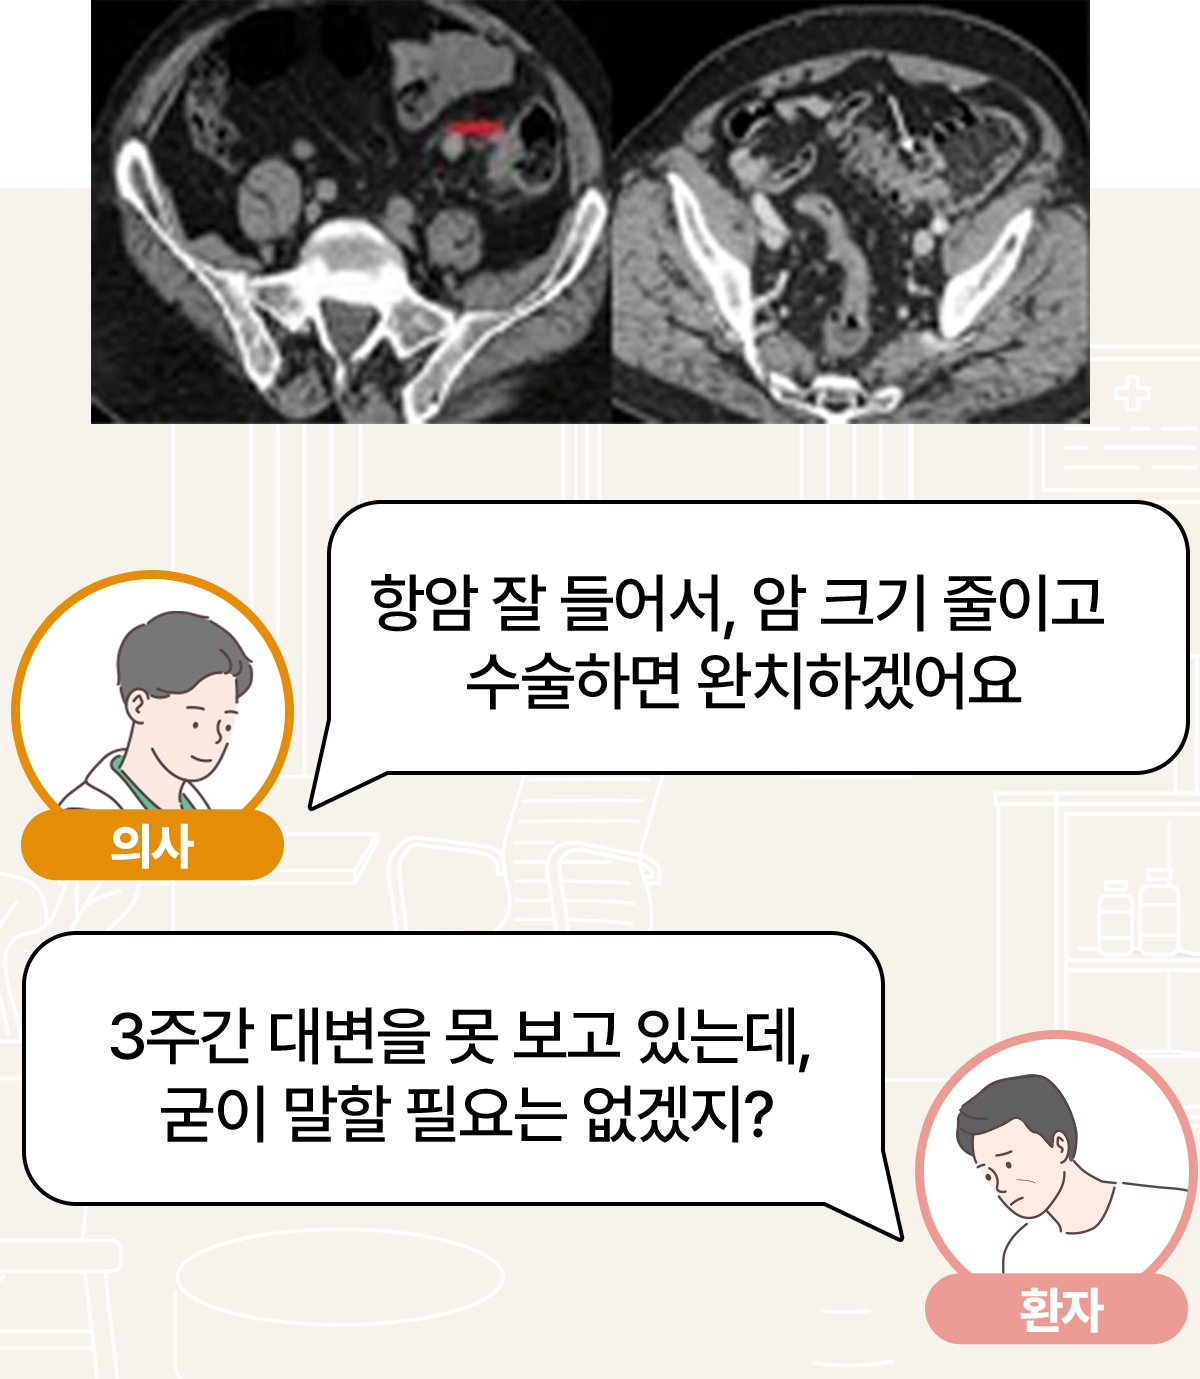 항암 잘 들어서, 암 크기 줄이고
수술하면 완치하겠어요
의사
3주간 대변을 못 보고 있는데,
굳이 말할 필요는 없겠지?
환자